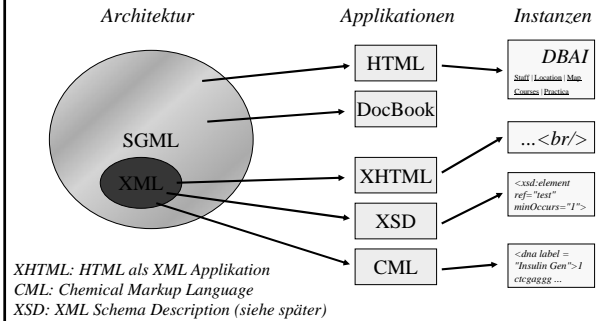 Architektur
Applikationen
Instanzen
SGML
XML
HTML
DocBook
XHTML
XSD
CML
DBAI
Staff | Location | Map
Courses | Practica
...<br/>
<xsd:element
ref="test"
minOccurs="1">
<dna label =
"Insulin Gen">1
ctcgaggg ...
XHTML: HTML als XML Applikation
CML: Chemical Markup Language
XSD: XML Schema Description (siehe später)